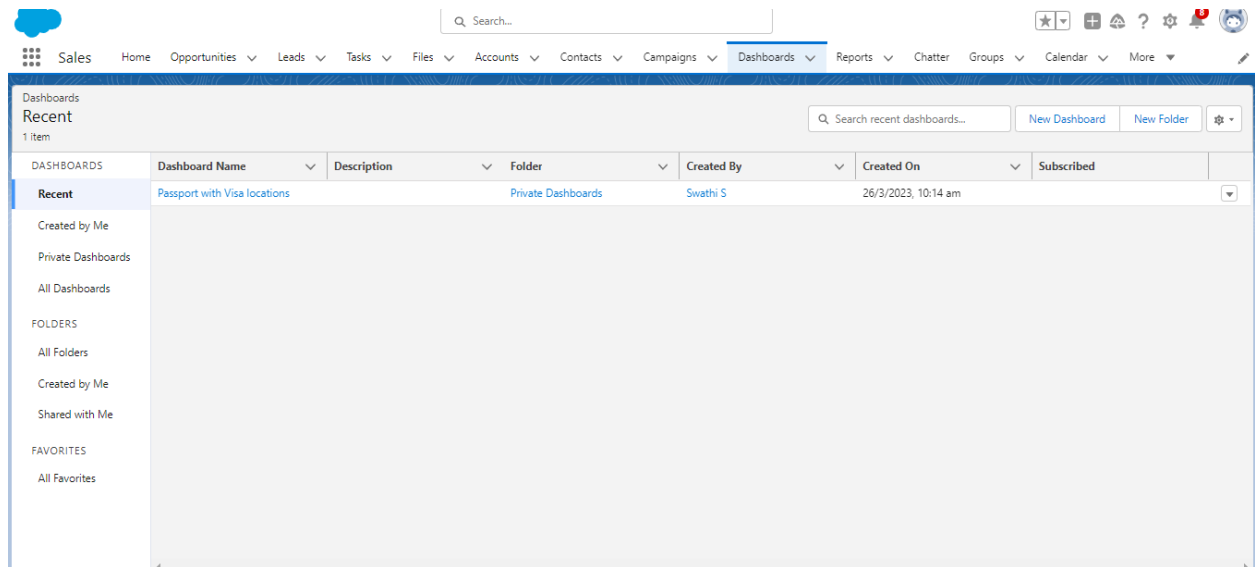 Search...
8
Sales Home Opportunities Leads Tasks Files Accounts Contacts Campaigns Dashboards Reports Chatter Groups Calendar More
Dashboards
Recent
1 item
Search recent dashboards...
New Dashboard
New Folder
DASHBOARDS
Dashboard Name Description Folder Created By Created On Subscribed
Recent
Passport with Visa locations Private Dashboards Swathi S 26/3/2023, 10:14 am
Created by Me
Private Dashboards
All Dashboards
FOLDERS
All Folders
Created by Me
Shared with Me
FAVORITES
All Favorites